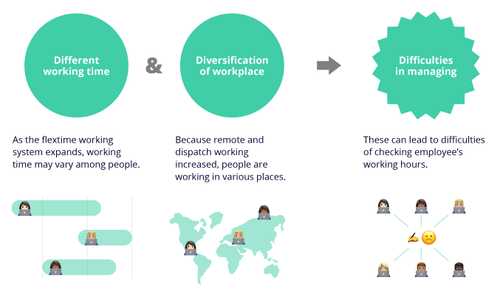 Different
working time
&
Diversification
of workplace
Difficulties
in managing
As the flextime working
system expands, working
time may vary among people.
Because remote and
dispatch working
increased, people are
working in various places.
These can lead to difficulties
of checking employee's
working hours.